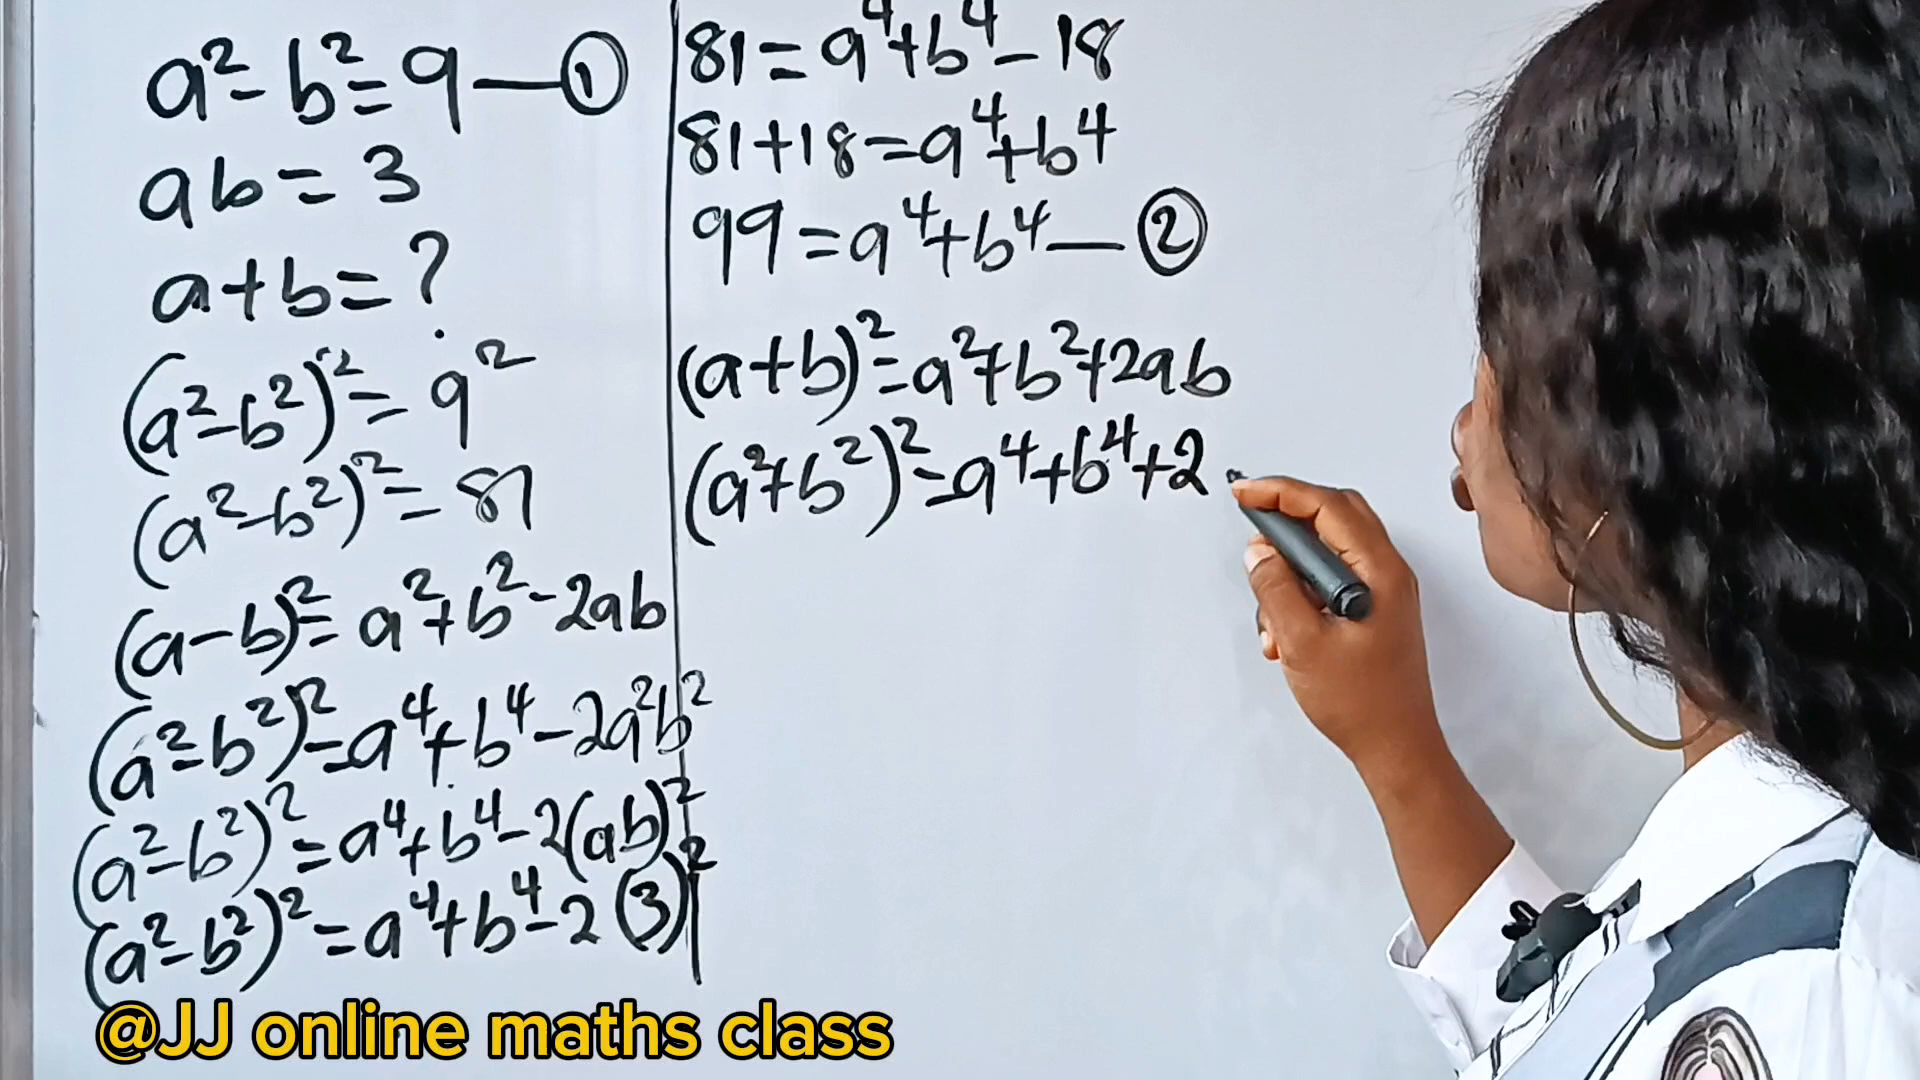 a²-b²=9—①
ab=3
a+b=?
(a²-b²)²=9²
(a²-b²)²=81
(a-b)²=a²+b²-2ab
(a²-b²)²=a⁴+b⁴-2a²b²
(a²-b²)²=a⁴+b⁴-2(ab)²
(a²-b²)²=a⁴+b⁴-2(3)²
81=a⁴+b⁴-18
81+18=a⁴+b⁴
99=a⁴+b⁴—②
(a+b)²=a²+b²+2ab
(a²+b²)²=a⁴+b⁴+2
@JJ online maths class